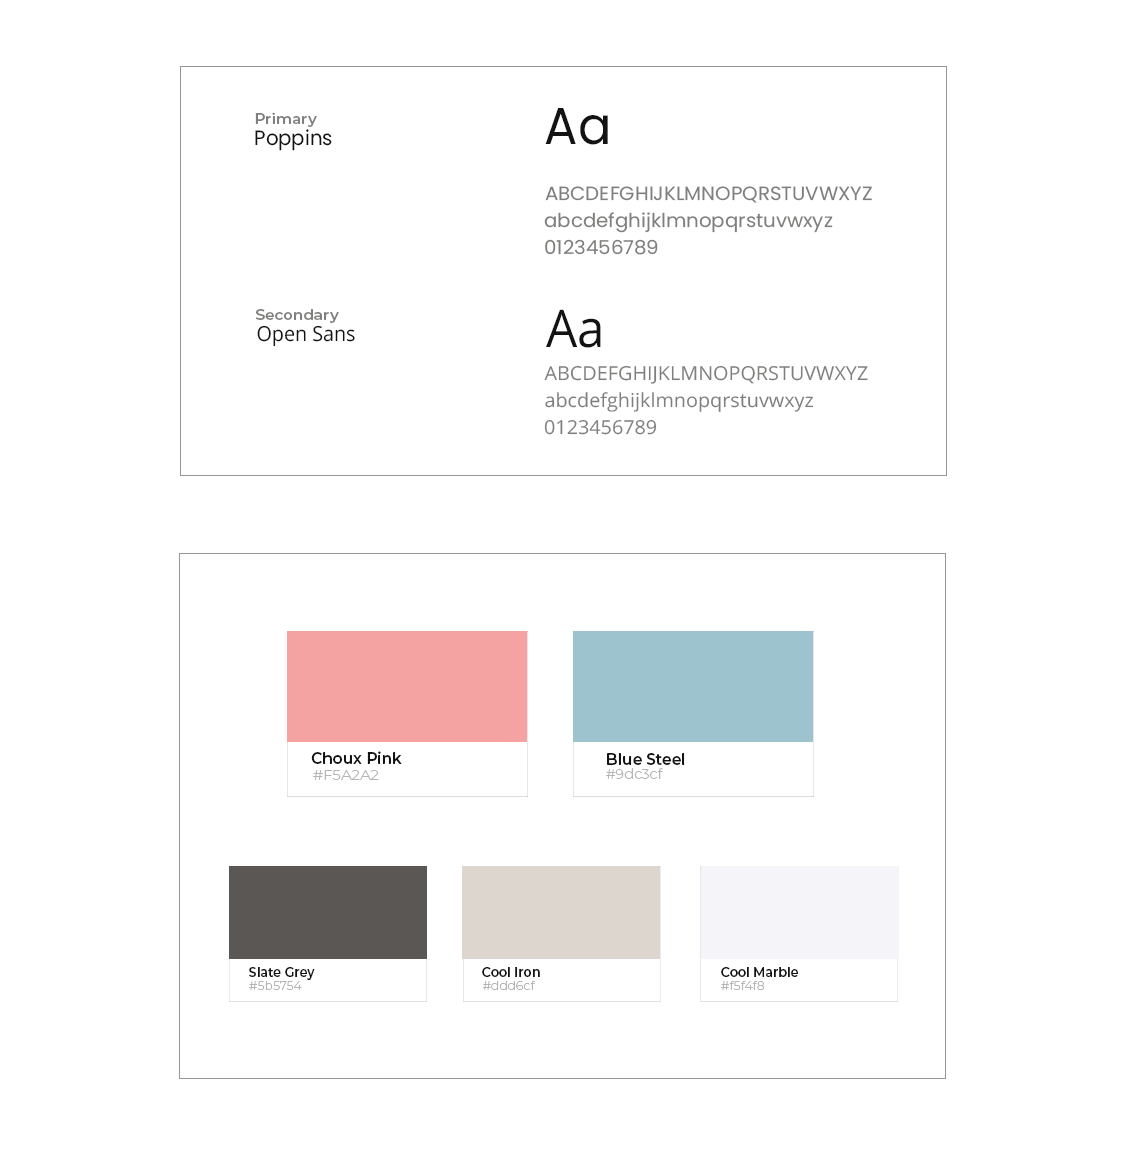 Primary
Poppins
Aa
ABCDEFGHIJKLMNOPQRSTUVWXYZ
abcdefghijklmnopqrstuvwxyz
0123456789
Secondary
Open Sans
Aa
ABCDEFGHIJKLMNOPQRSTUVWXYZ
abcdefghijklmnopqrstuvwxyz
0123456789
Choux Pink
#F5A2A2
Blue Steel
#9dc3cf
Slate Grey
#5b5754
Cool Iron
#ddd6cf
Cool Marble
#f5f4f8